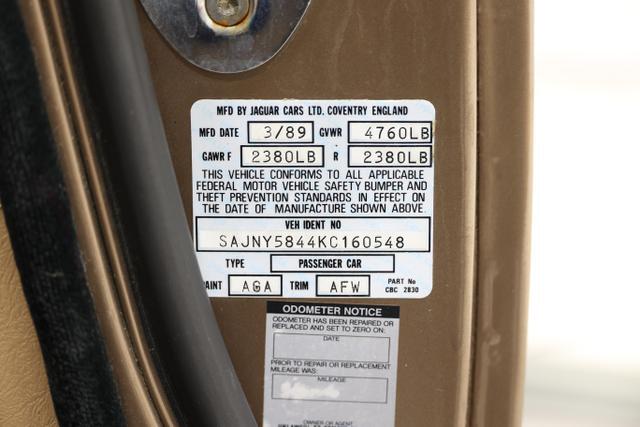 MFD BY JAGUAR CARS LTD. COVENTRY ENGLAND
MFD DATE 3/89 GVWR 4760LB
GAWR F 2380LB R 2380LB
THIS VEHICLE CONFORMS TO ALL APPLICABLE
FEDERAL MOTOR VEHICLE SAFETY BUMPER AND
THEFT PREVENTION STANDARDS IN EFFECT ON
THE DATE OF MANUFACTURE SHOWN ABOVE.
VEH IDENT NO
SAJNY5844KC160548
TYPE PASSENGER CAR
AINT AGA TRIM AFW PART No
CBC 2830
ODOMETER NOTICE
ODOMETER HAS BEEN REPAIRED OR
REPLACED AND SET TO ZERO ON:
DATE
PRIOR TO REPAIR OR REPLACEMENT
MILEAGE WAS:
MILEAGE
OWNER OR AGENT